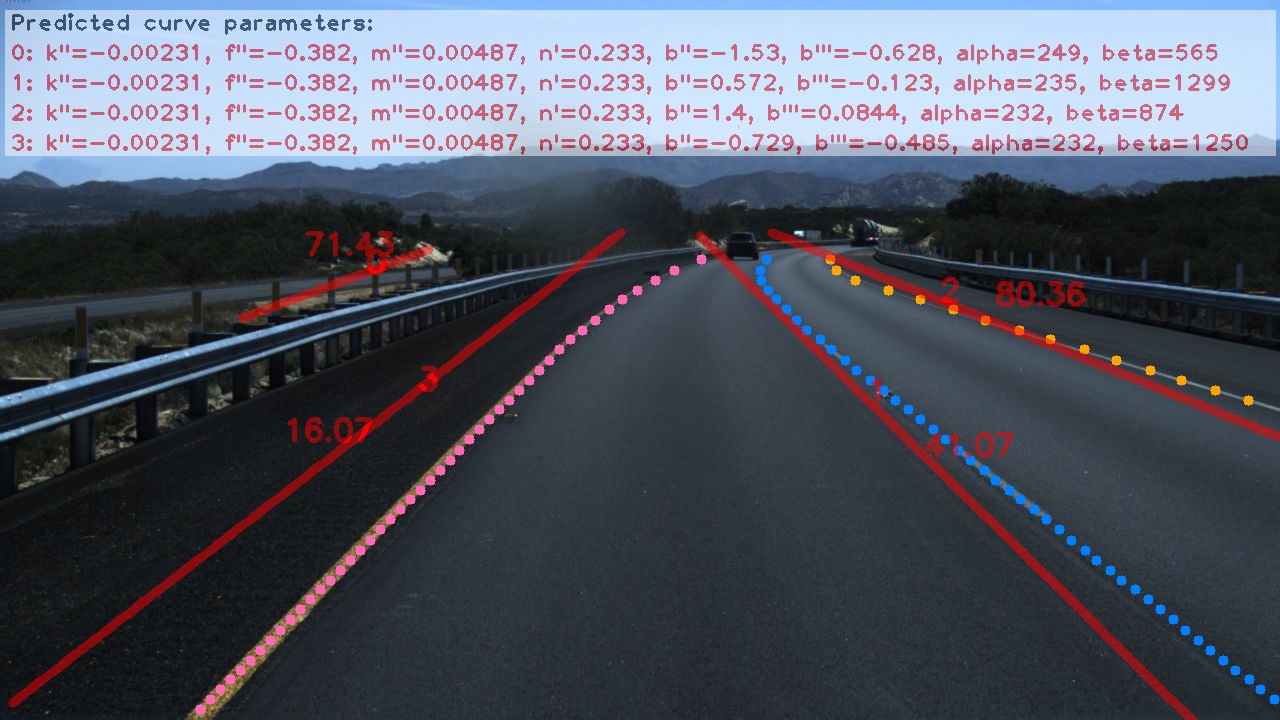 Predicted curve parameters:
0: k''=-0.00231, f''=-0.382, m''=0.00487, n'=0.233, b''=-1.53, b'''=-0.628, alpha=249, beta=565
1: k''=-0.00231, f''=-0.382, m''=0.00487, n'=0.233, b''=0.572, b'''=-0.123, alpha=235, beta=1299
2: k''=-0.00231, f''=-0.382, m''=0.00487, n'=0.233, b''=1.4, b'''=0.0844, alpha=232, beta=874
3: k''=-0.00231, f''=-0.382, m''=0.00487, n'=0.233, b''=-0.729, b'''=-0.485, alpha=232, beta=1250
71.43
0
2 80.36
3
1
16.07
41.07